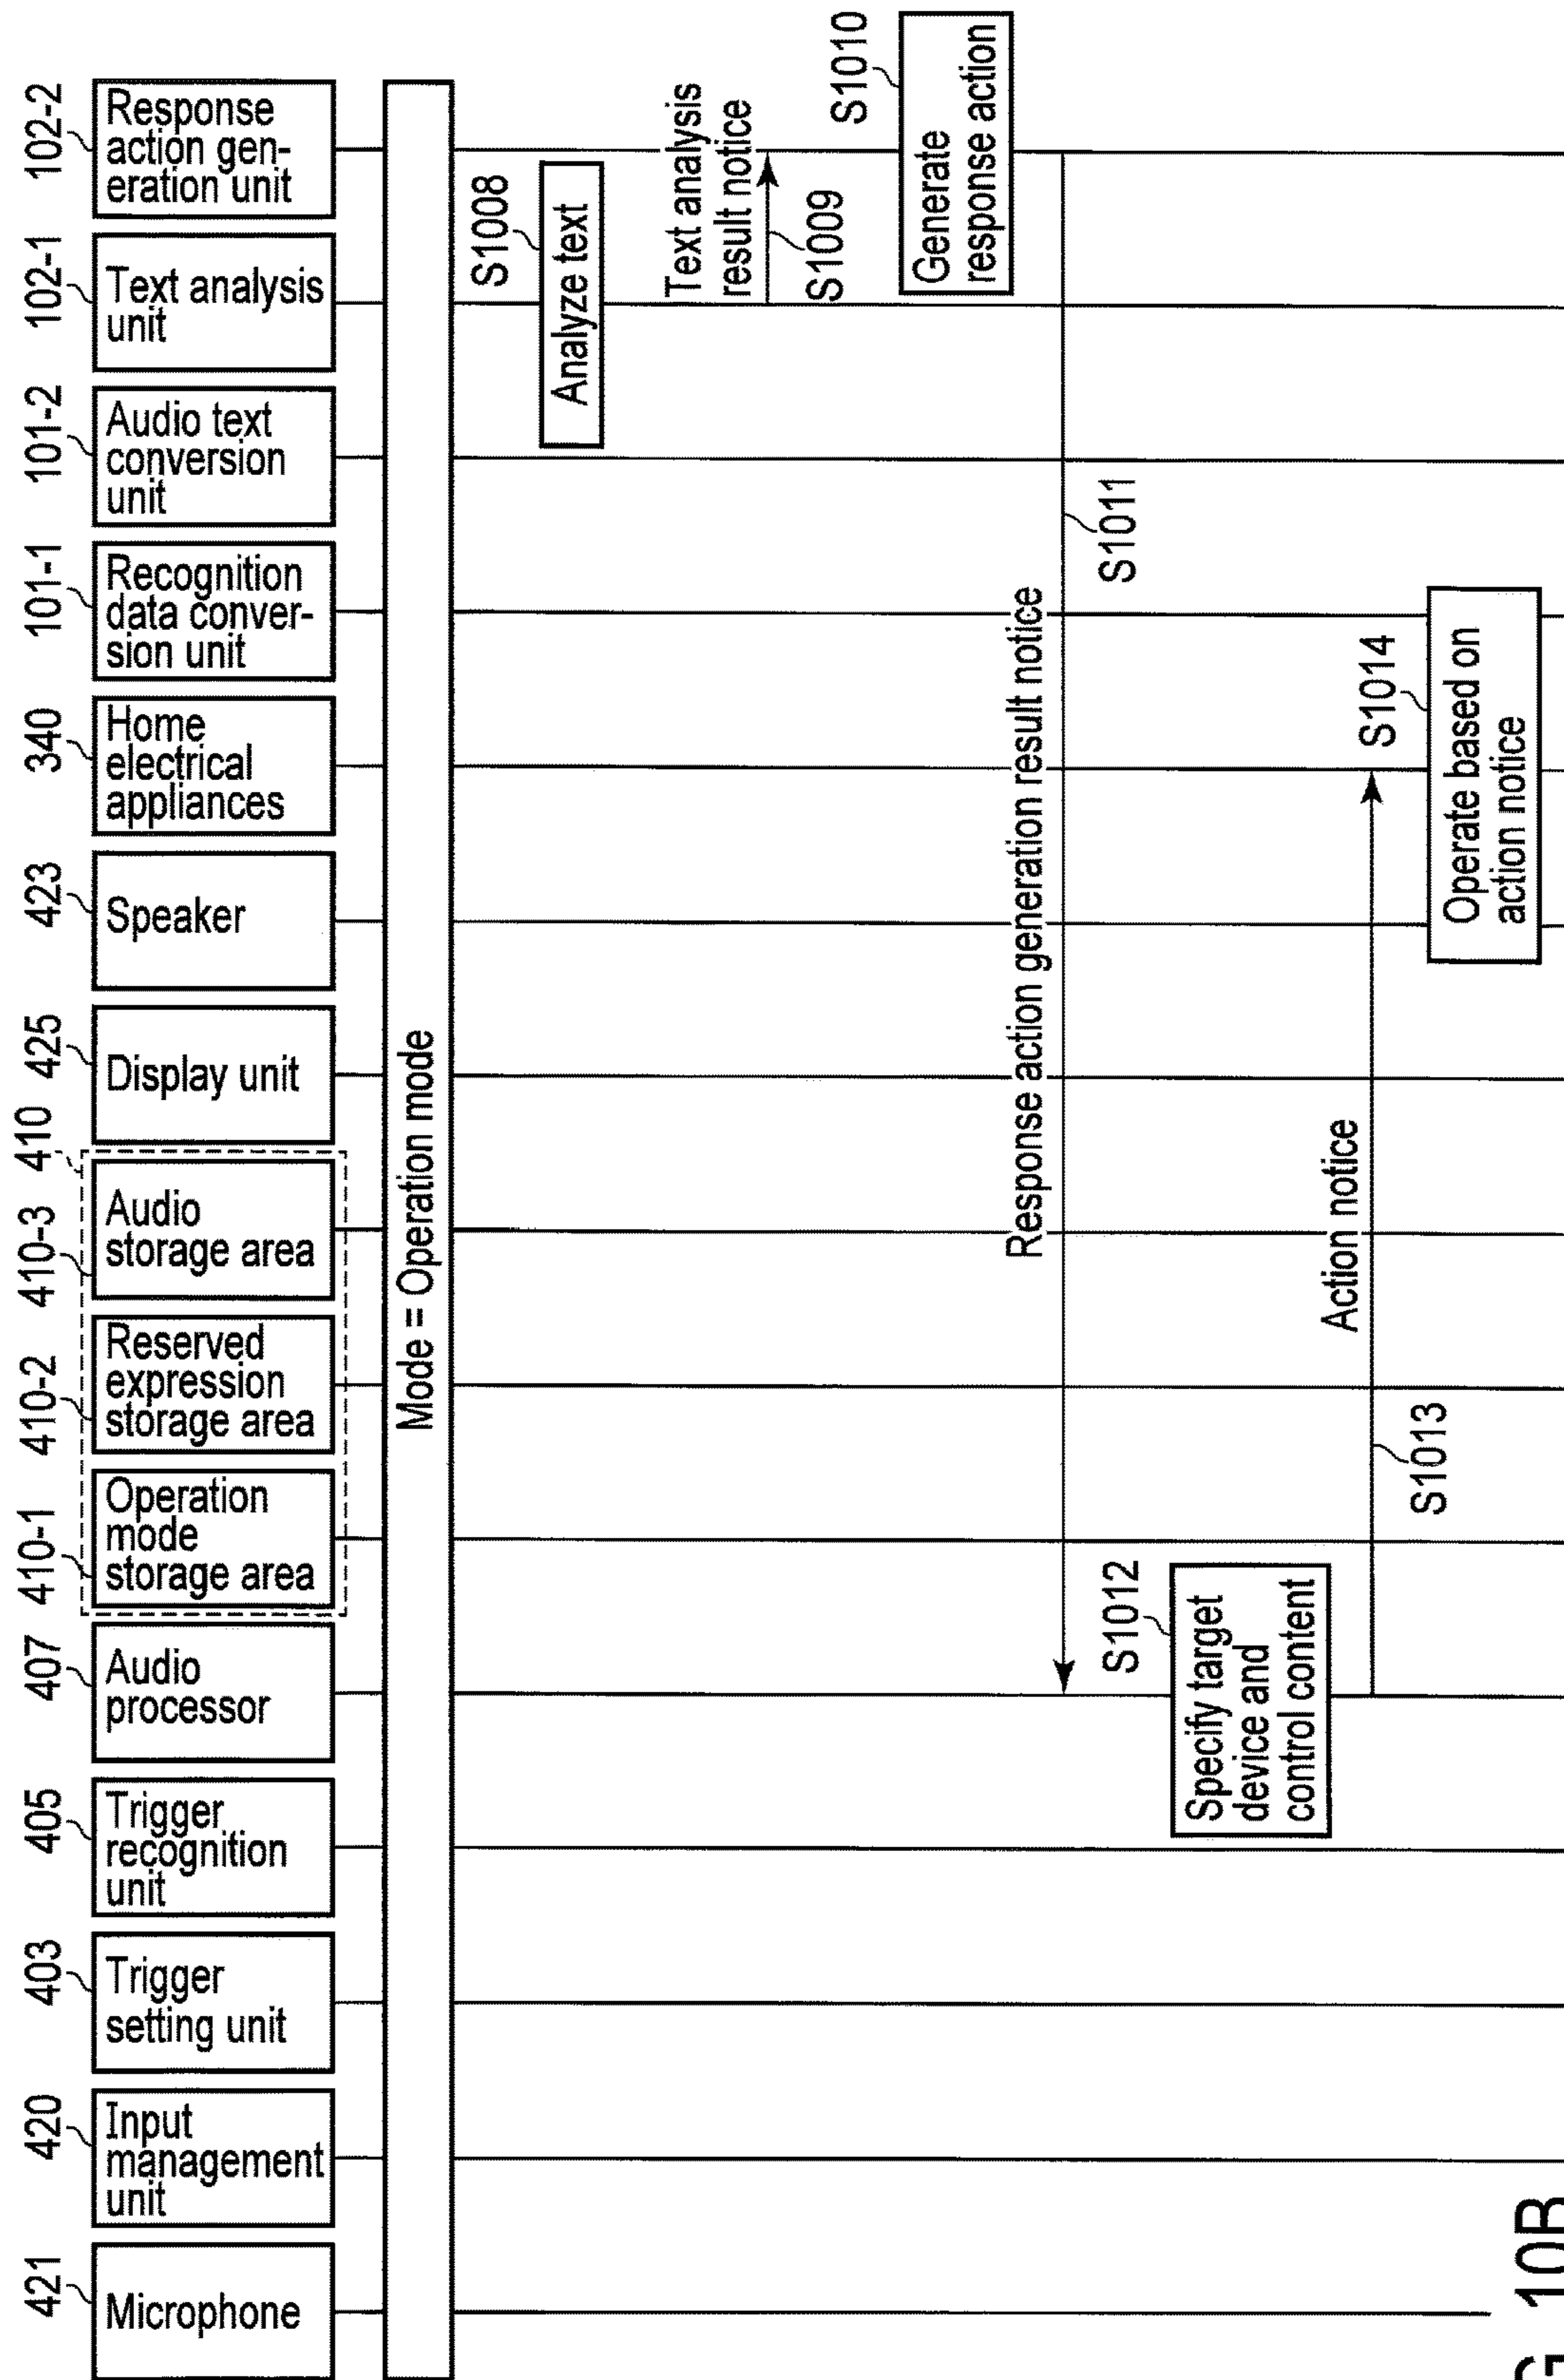 421
Microphone
420
Input
management
unit
403
Trigger
setting unit
405
Trigger
recognition
unit
407
Audio
processor
410-1
Operation
mode
storage area
410-2
Reserved
expression
storage area
410-3
Audio
storage area
410
425
Display unit
423
Speaker
340
Home
electrical
appliances
101-1
Recognition
data conver-
sion unit
101-2
Audio text
conversion
unit
102-1
Text analysis
unit
102-2
Response
action gen-
eration unit
Mode = Operation mode
S1008
Analyze text
Text analysis
result notice
S1009
S1010
Generate
response action
Response action generation result notice
S1011
S1012
Specify target
device and
control content
Action notice
S1013
S1014
Operate based on
action notice
G. 10B